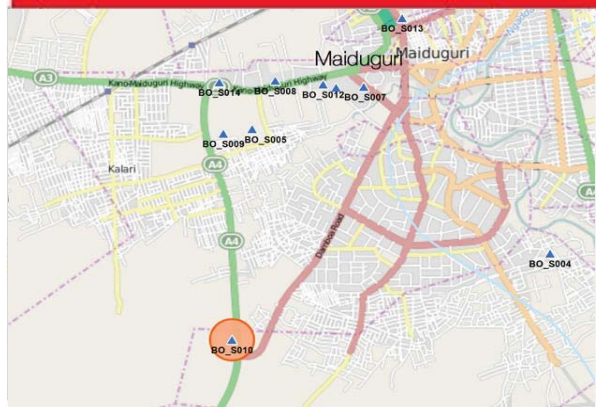 BO_S013
Maiduguri
Maiduguri
A3
Kano-Maiduguri Highway
BO_S014
BO_S008
BO_S012
BO_S007
BO_S009
BO_S005
A4
Kalari
A4
Damboa Road
BO_S004
BO_S010